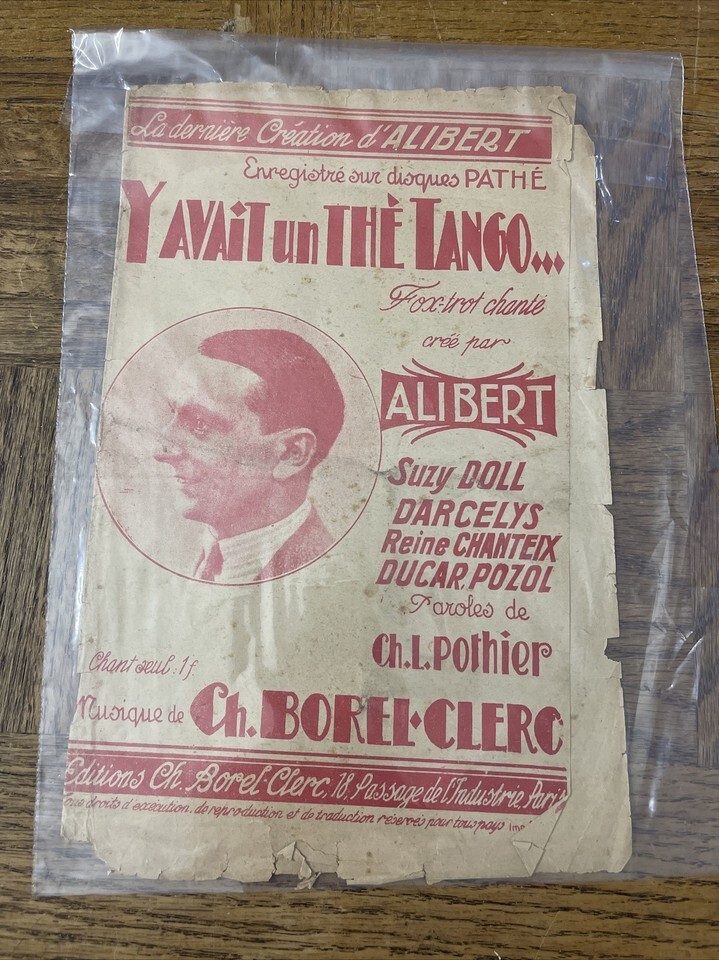 La dernière Création d'ALIBERT
Enregistré sur disques PATHÉ
Y AVAiT un THÈ TANGO...
Fox-trot chanté
créé par
ALIBERT
Suzy DOLL
DARCELYS
Reine CHANTEIX
DUCAR, POZOL
Paroles de
Ch.L.Pothier
Chant seul: 1f.
Musique de Ch. BOREL-CLERC
Editions Ch. Borel-Clerc, 18, Passage de l'Industrie, Paris
droits d'exécution, de reproduction et de traduction réservés pour tous pays